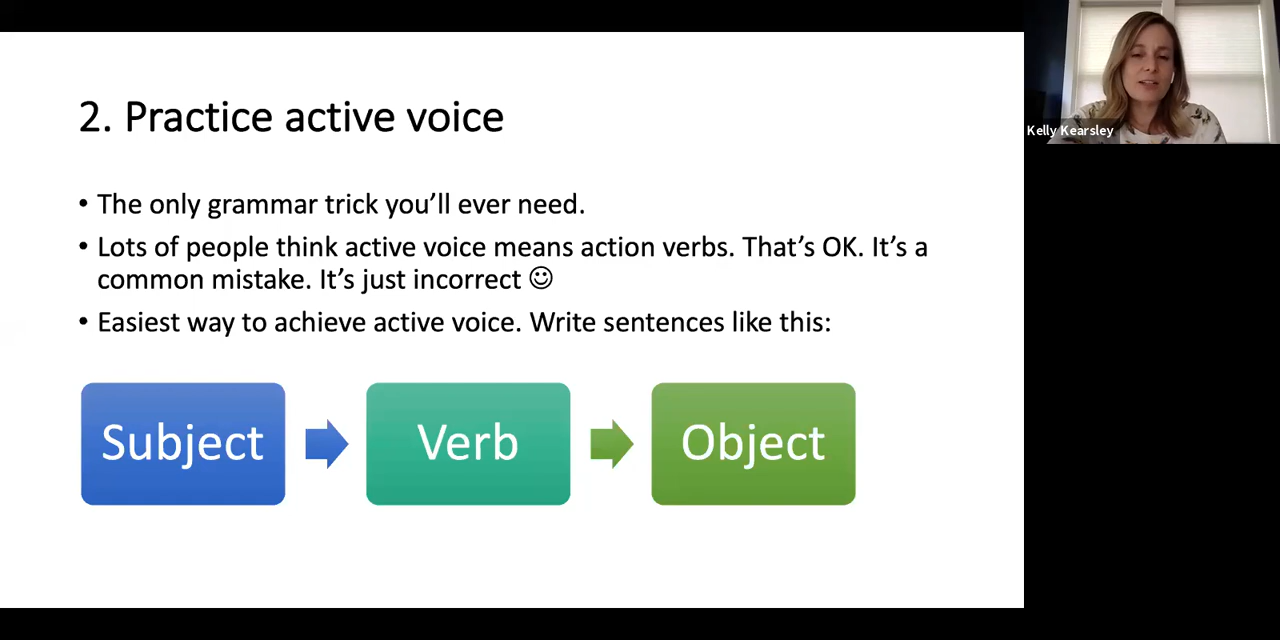 2. Practice active voice
• The only grammar trick you’ll ever need.
• Lots of people think active voice means action verbs. That’s OK. It’s a
common mistake. It’s just incorrect ☺
• Easiest way to achieve active voice. Write sentences like this:
Subject
Verb
Object
Kelly Kearsley